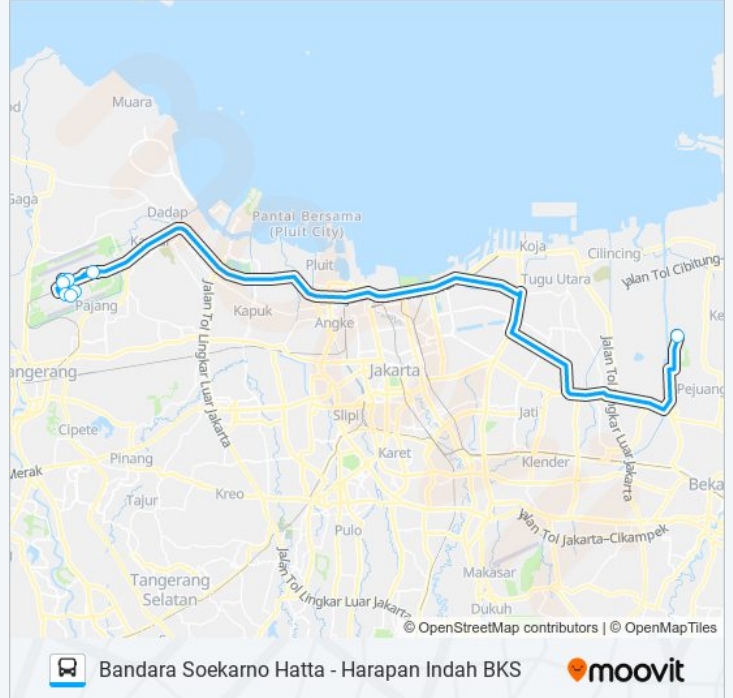 Muara
Gaga
Dadap
Pantai Bersama
(Pluit City)
Koja
Cilincing
Pluit
Tugu Utara
Jalan Tol Cibitung-
Pajang
Kapuk
Angke
Jalan Tol Lingkar Luar Jakarta
Jalan Tol Lingkar Luar Jakarta
angerang
Jakarta
Pejuang
Slipi
Jati
Cipete
Karet
Pinang
Klender
Merak
Beka
Tajur
Kreo
Pulo
Jalan Tol Jakarta–Cikampek
Makasar
Tangerang
Selatan
Jalan Tol Lingkar Luar Jakarta
Dukuh
© OpenStreetMap contributors | © OpenMapTiles
Bandara Soekarno Hatta - Harapan Indah BKS
moovit